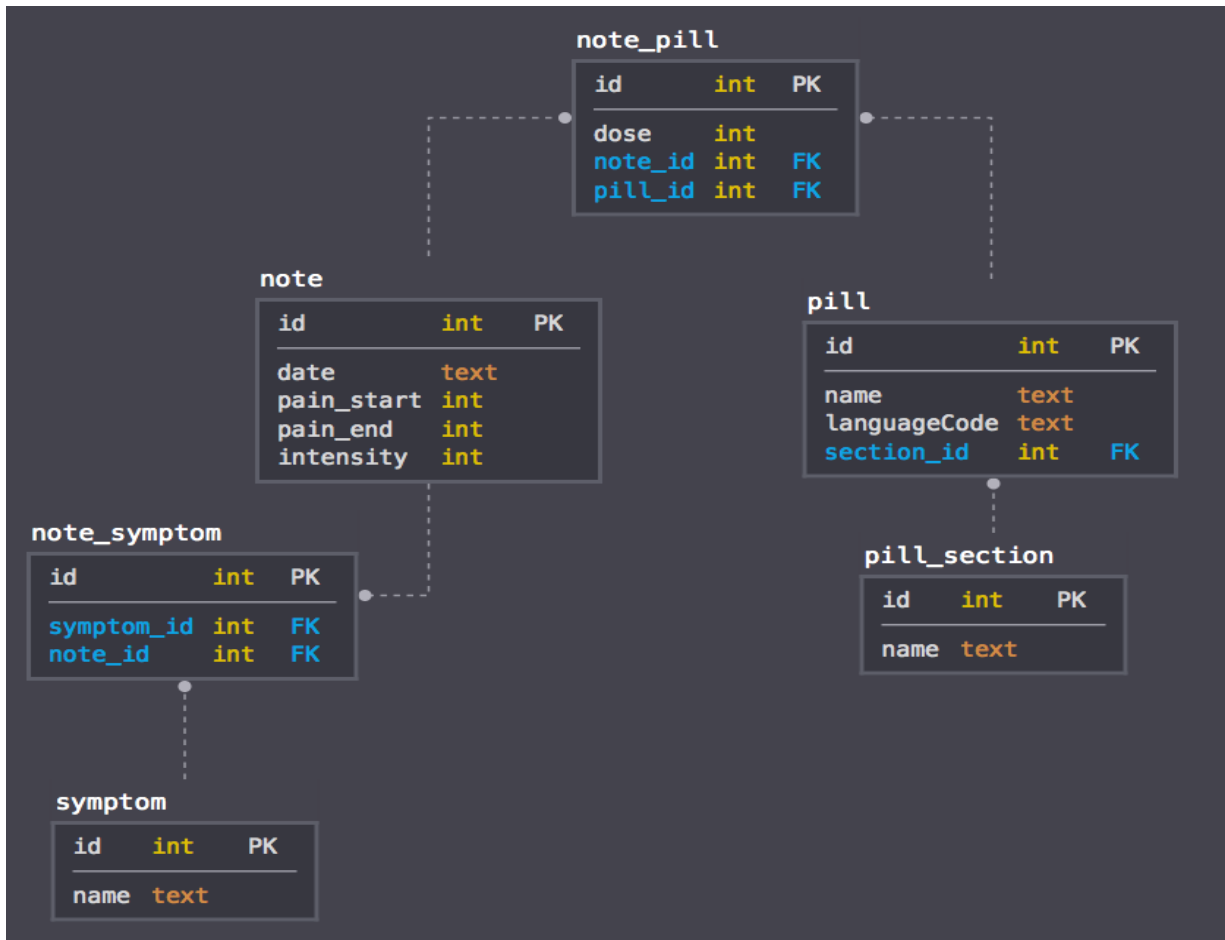 note_pill
id int PK
dose int
note_id int FK
pill_id int FK
note
id int PK
date text
pain_start int
pain_end int
intensity int
pill
id int PK
name text
languageCode text
section_id int FK
note_symptom
id int PK
symptom_id int FK
note_id int FK
pill_section
id int PK
name text
symptom
id int PK
name text